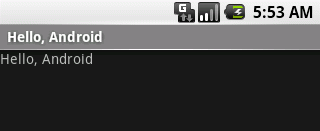 G
5:53 AM
Hello, Android
Hello, Android